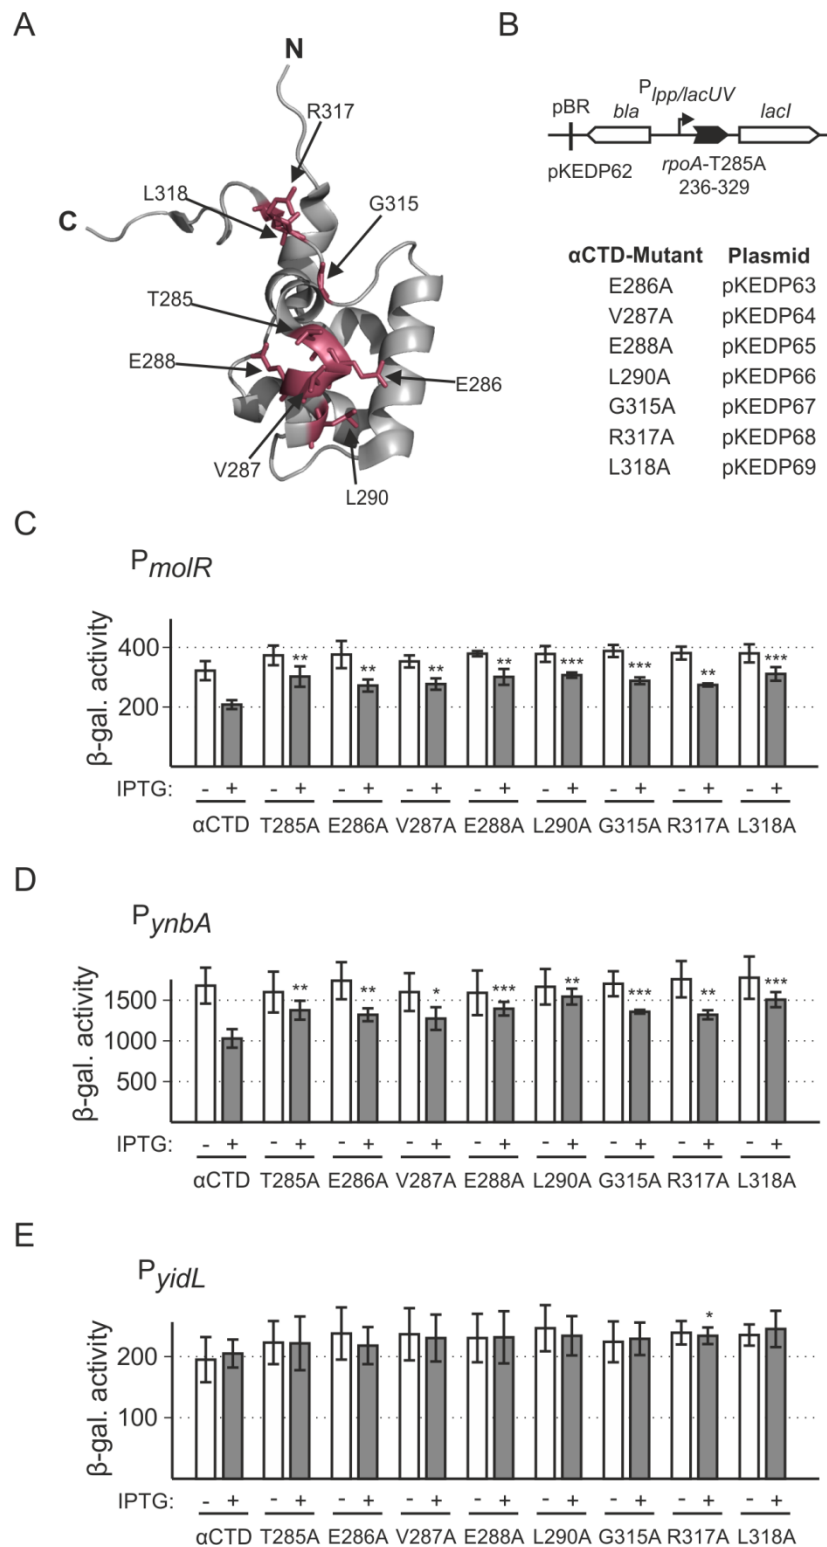 A
N
R317
L318
C
G315
T285
E288
E286
V287
L290
B
Plpp/lacUV
pBR
bla
lacI
pKEDP62
rpoA-T285A
236-329
αCTD-Mutant Plasmid
E286A pKEDP63
V287A pKEDP64
E288A pKEDP65
L290A pKEDP66
G315A pKEDP67
R317A pKEDP68
L318A pKEDP69
C
PmolR
β-gal. activity
400
200
** ** ** ** *** *** ** ***
IPTG: - + - + - + - + - + - + - + - + - +
αCTD T285A E286A V287A E288A L290A G315A R317A L318A
D
PynbA
β-gal. activity
1500
1000
500
** ** * *** ** *** ** ***
IPTG: - + - + - + - + - + - + - + - + - +
αCTD T285A E286A V287A E288A L290A G315A R317A L318A
E
PyidL
β-gal. activity
200
100
*
IPTG: - + - + - + - + - + - + - + - + - +
αCTD T285A E286A V287A E288A L290A G315A R317A L318A